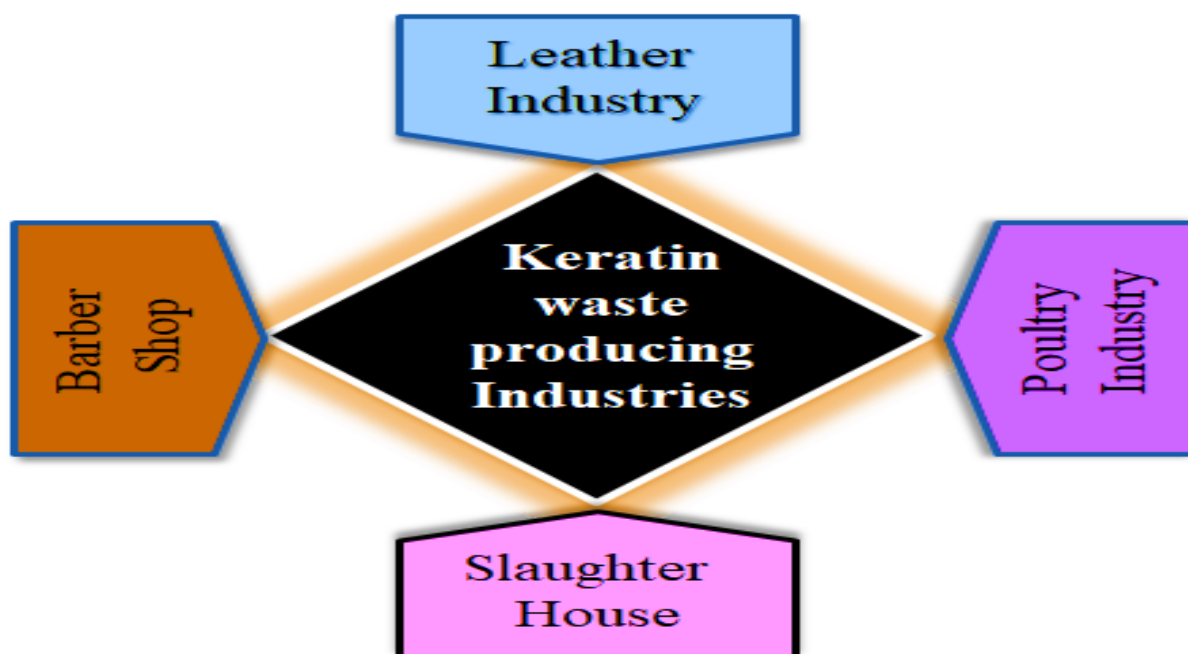 Leather
Industry
Barber
Shop
Keratin
waste
producing
Industries
Poultry
Industry
Slaughter
House